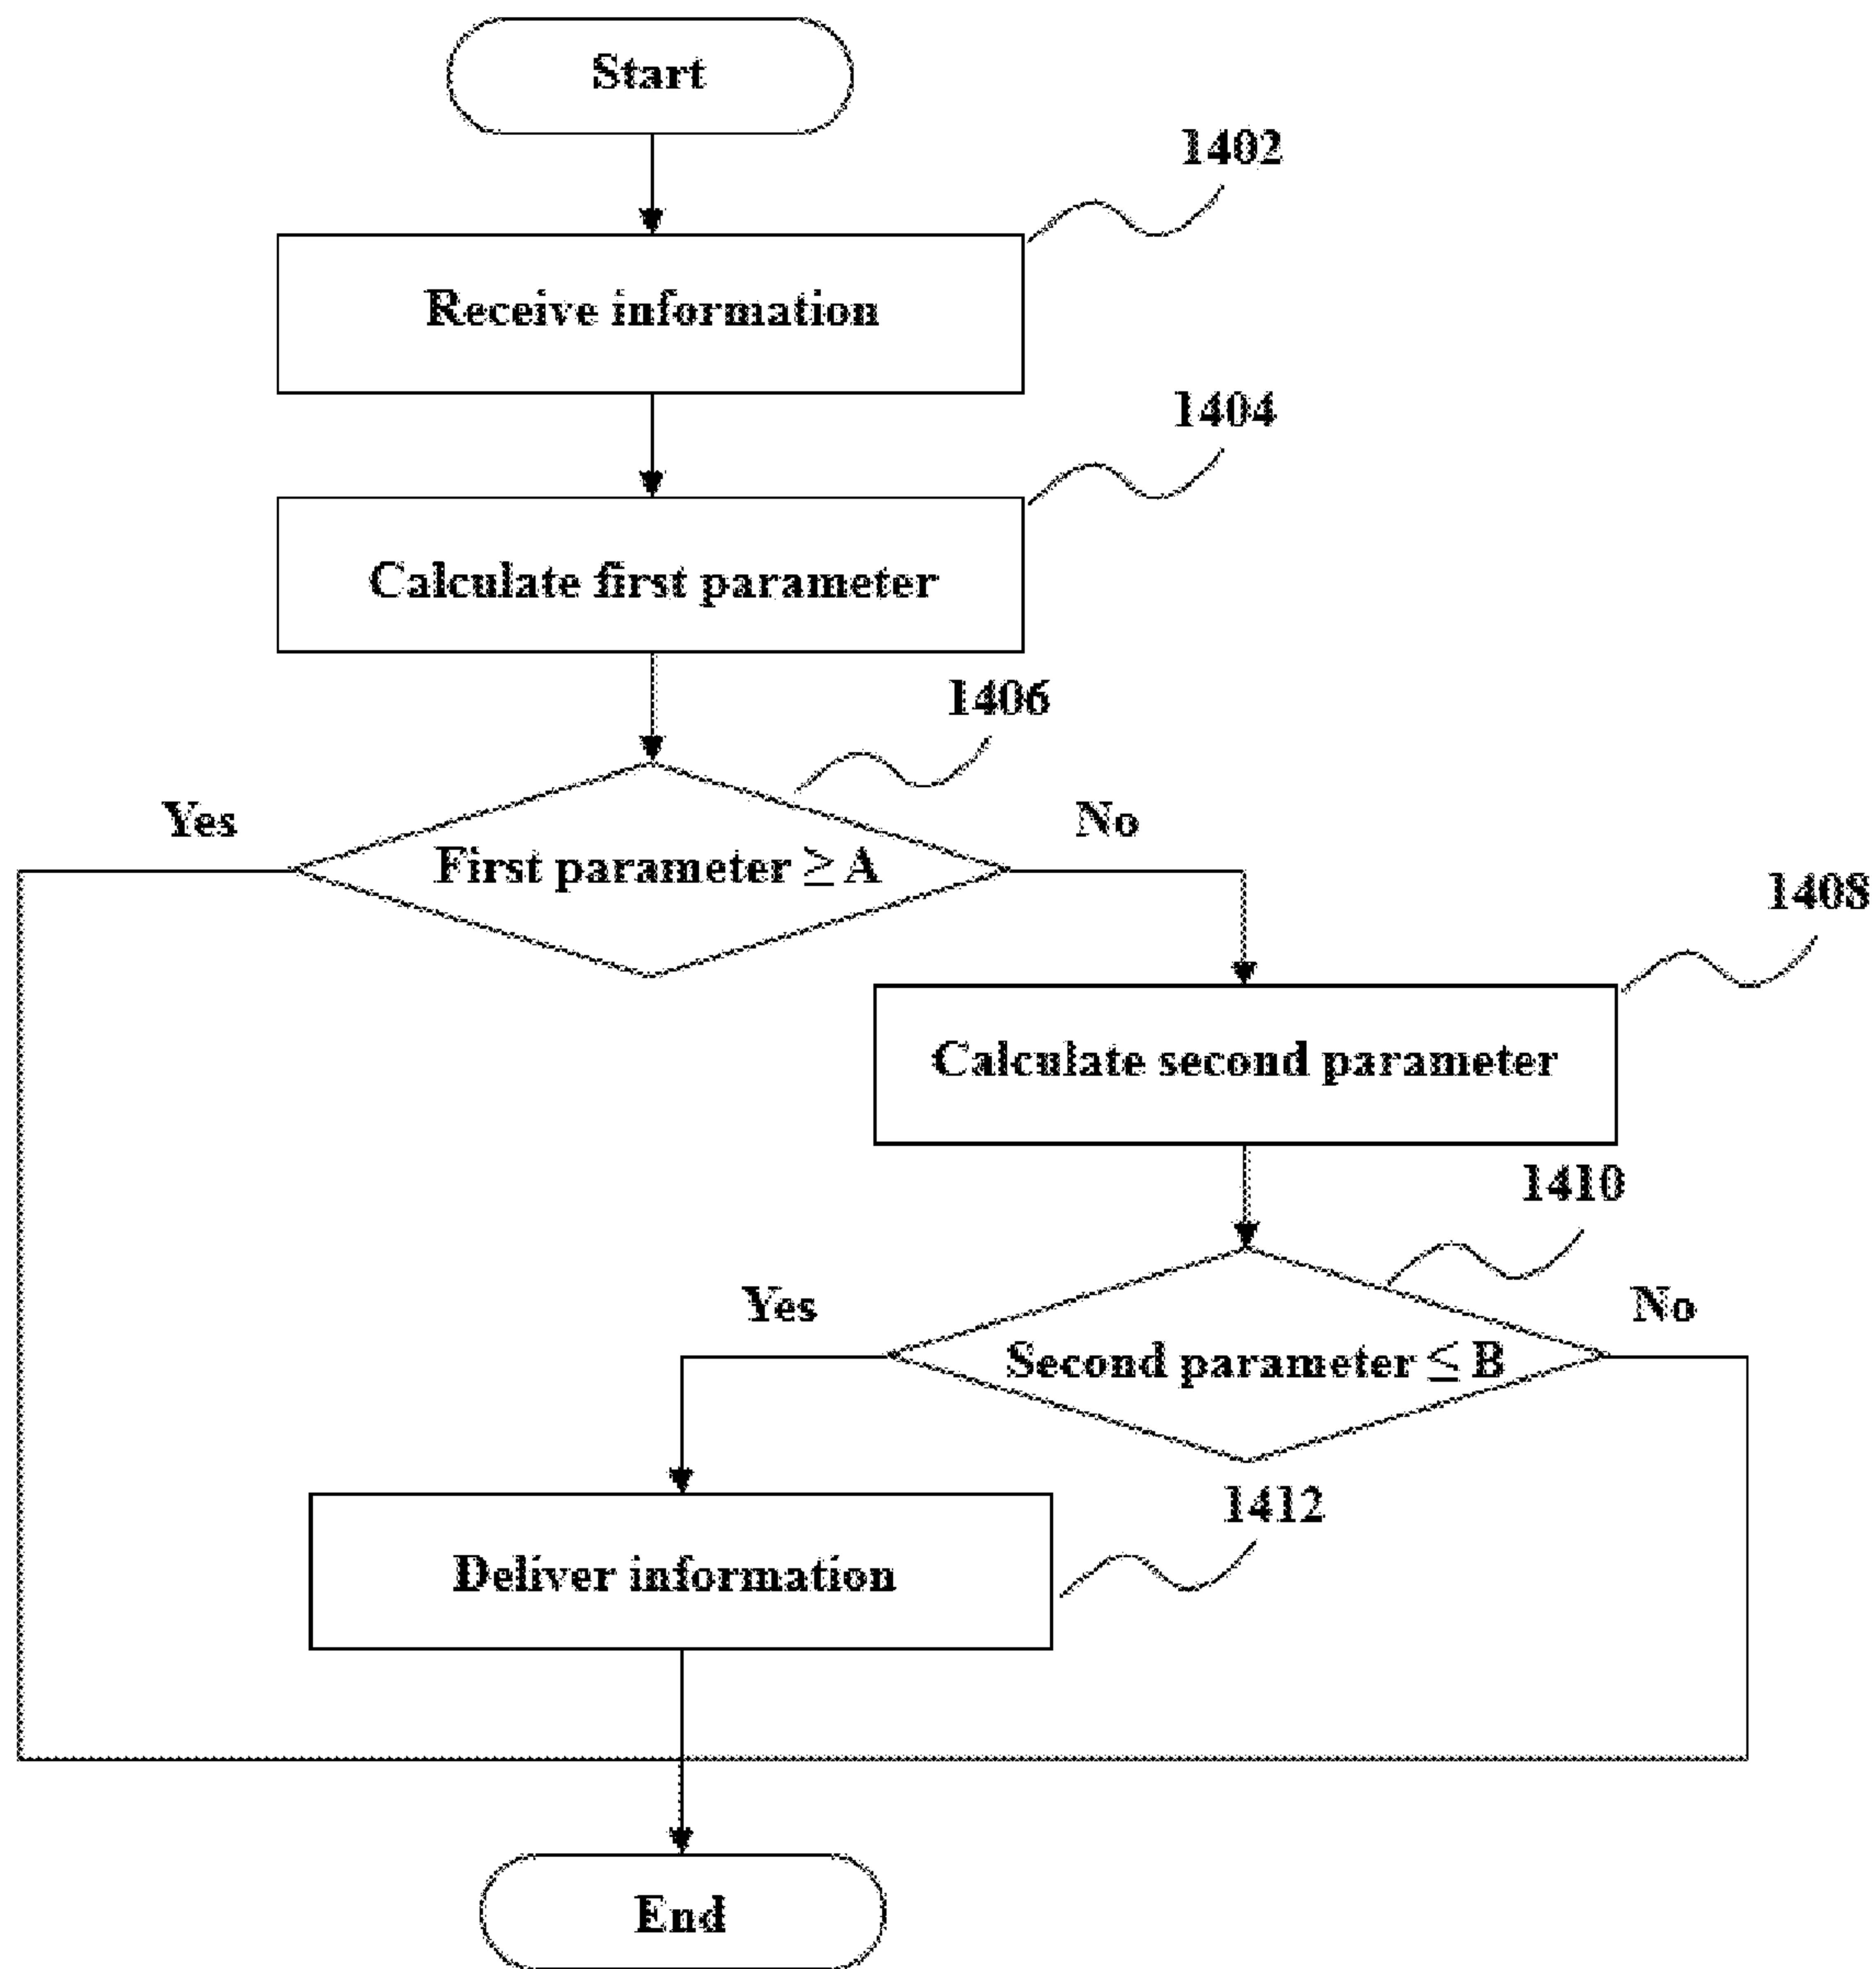 Start
1402
Receive information
1404
Calculate first parameter
1406
Yes
No
First parameter ≥ A
1408
Calculate second parameter
1410
Yes
No
Second parameter ≤ B
1412
Deliver information
End